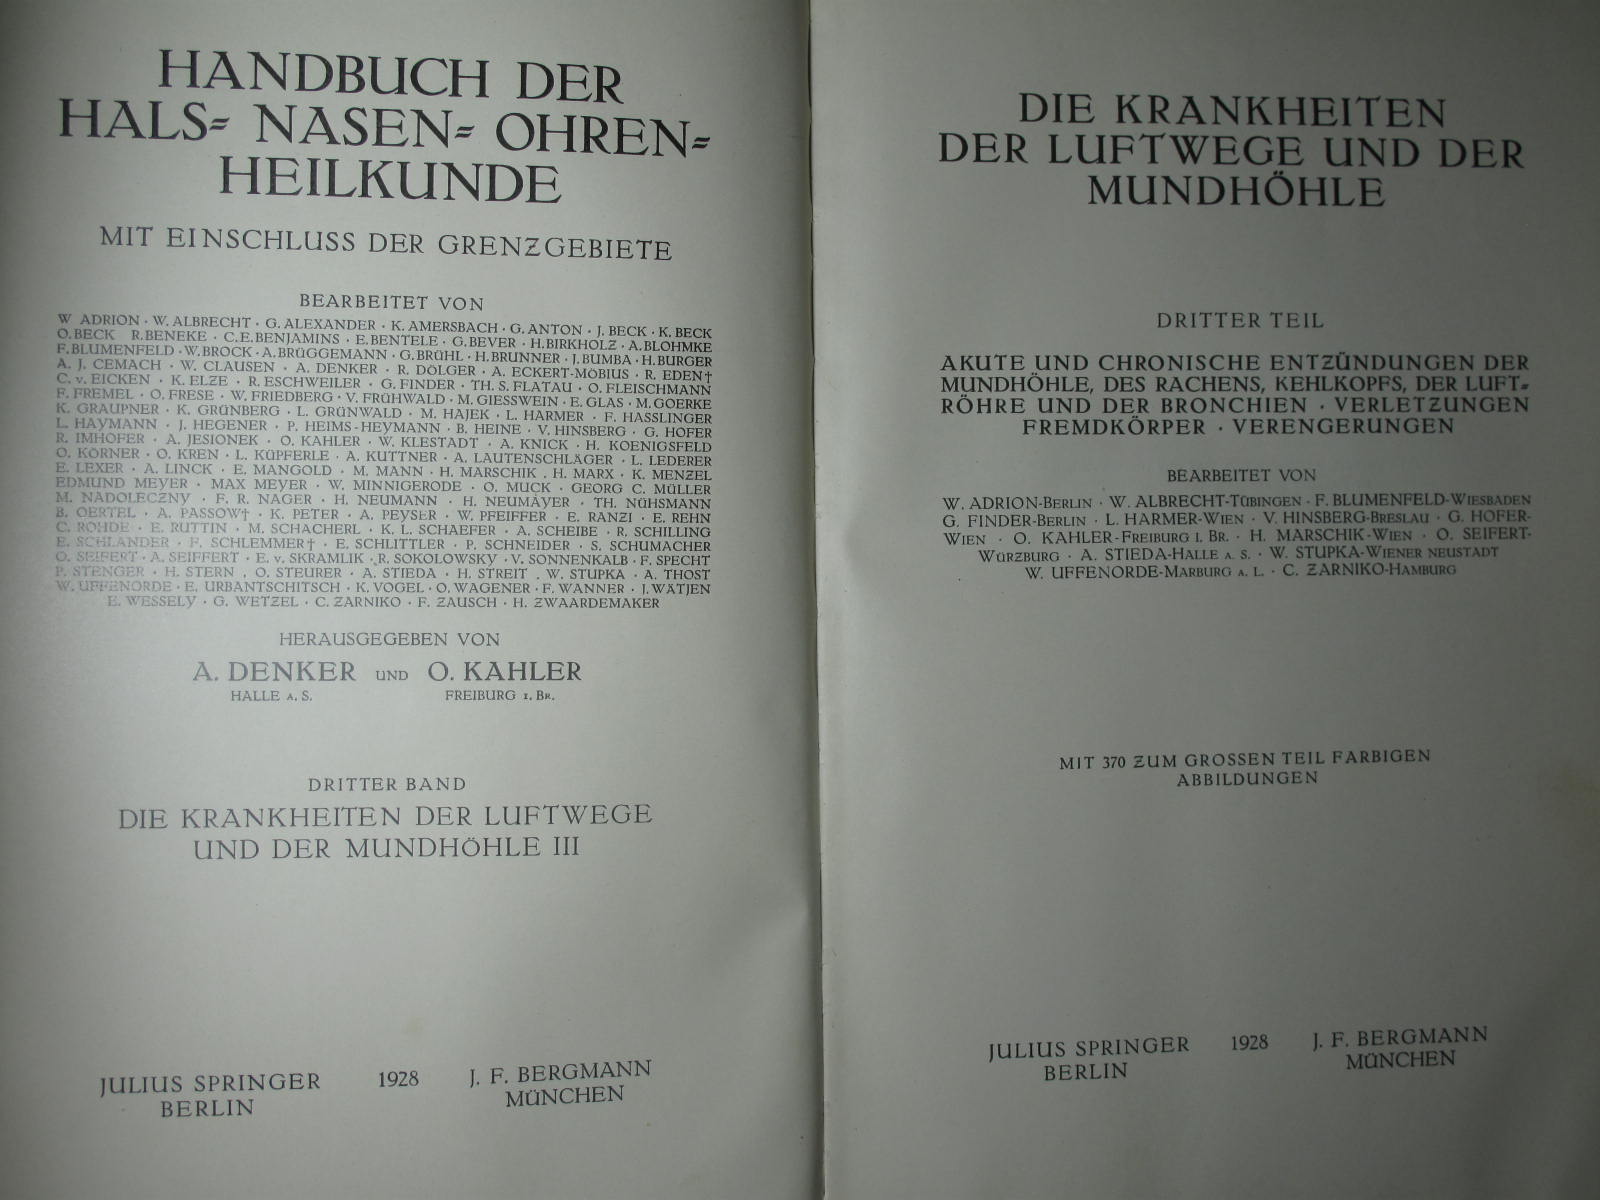 HANDBUCH DER
HALS= NASEN= OHREN=
HEILKUNDE
MIT EINSCHLUSS DER GRENZGEBIETE
BEARBEITET VON
W ADRION · W. ALBRECHT · G. ALEXANDER · K. AMERSBACH · G. ANTON · J. BECK · K. BECK
O. BECK R. BENEKE · C. E. BENJAMINS · E. BENTELE · G. BEVER · H. BIRKHOLZ · A. BLOHMKE
F. BLUMENFELD · W. BROCK · A. BRÜGGEMANN · G. BRÜHL · H. BRUNNER · J. BUMBA · H. BURGER
A. J. CEMACH · W. CLAUSEN · A. DENKER · R. DÖLGER · A. ECKERT-MÖBIUS · R. EDEN†
C. v. EICKEN · K. ELZE · R. ESCHWEILER · G. FINDER · TH. S. FLATAU · O. FLEISCHMANN
F. FREMEL · O. FRESE · W. FRIEDBERG · V. FRÜHWALD · M. GIESSWEIN · E. GLAS · M. GOERKE
K. GRAUPNER · K. GRÜNBERG · L. GRÜNWALD · M. HAJEK · L. HARMER · F. HASSLINGER
L. HAYMANN · J. HEGENER · P. HEIMS-HEYMANN · B. HEINE · V. HINSBERG · G. HOFER
R. IMHOFER · A. JESIONEK · O. KAHLER · W. KLESTADT · A. KNICK · H. KOENIGSFELD
O. KÖRNER · O. KREN · L. KÜPFERLE · A. KUTTNER · A. LAUTENSCHLÄGER · L. LEDERER
E. LEXER · A. LINCK · E. MANGOLD · M. MANN · H. MARSCHIK . H. MARX · K. MENZEL
EDMUND MEYER · MAX MEYER · W. MINNIGERODE · O. MUCK · GEORG C. MÜLLER
M. NADOLECZNY · F. R. NAGER · H. NEUMANN · H. NEUMAYER · TH. NÜHSMANN
B. OERTEL · A. PASSOW† · K. PETER · A. PEYSER · W. PFEIFFER · E. RANZI · E. REHN
C. ROHDE · E. RUTTIN · M. SCHACHERL · K. L. SCHAEFER · A. SCHEIBE · R. SCHILLING
E. SCHLANDER · F. SCHLEMMER† · E. SCHLITTLER · P. SCHNEIDER · S. SCHUMACHER
O. SEIFERT · A. SEIFFERT · E. v. SKRAMLIK · R. SOKOLOWSKY · V. SONNENKALB · F. SPECHT
P. STENGER · H. STERN . O. STEURER · A. STIEDA · H. STREIT . W. STUPKA · A. THOST
W. UFFENORDE · E. URBANTSCHITSCH · K. VOGEL · O. WAGENER · F. WANNER · J. WÄTJEN
E. WESSELY · G. WETZEL · C. ZARNIKO · F. ZAUSCH · H. ZWAARDEMAKER
HERAUSGEGEBEN VON
A. DENKER UND O. KAHLER
HALLE A. S. FREIBURG I. BR.
DRITTER BAND
DIE KRANKHEITEN DER LUFTWEGE
UND DER MUNDHÖHLE III
JULIUS SPRINGER 1928 J. F. BERGMANN
BERLIN MÜNCHEN
DIE KRANKHEITEN
DER LUFTWEGE UND DER
MUNDHÖHLE
DRITTER TEIL
AKUTE UND CHRONISCHE ENTZÜNDUNGEN DER
MUNDHÖHLE, DES RACHENS, KEHLKOPFS, DER LUFT=
RÖHRE UND DER BRONCHIEN · VERLETZUNGEN
FREMDKÖRPER · VERENGERUNGEN
BEARBEITET VON
W. ADRION-BERLIN · W. ALBRECHT-TÜBINGEN · F. BLUMENFELD-WIESBADEN
G. FINDER-BERLIN · L. HARMER-WIEN · V. HINSBERG-BRESLAU · G. HOFER-
WIEN · O. KAHLER-FREIBURG I. BR. · H. MARSCHIK-WIEN · O. SEIFERT-
WÜRZBURG · A. STIEDA-HALLE A. S. · W. STUPKA-WIENER NEUSTADT
W. UFFENORDE-MARBURG A. L. · C. ZARNIKO-HAMBURG
MIT 370 ZUM GROSSEN TEIL FARBIGEN
ABBILDUNGEN
JULIUS SPRINGER 1928 J. F. BERGMANN
BERLIN MÜNCHEN